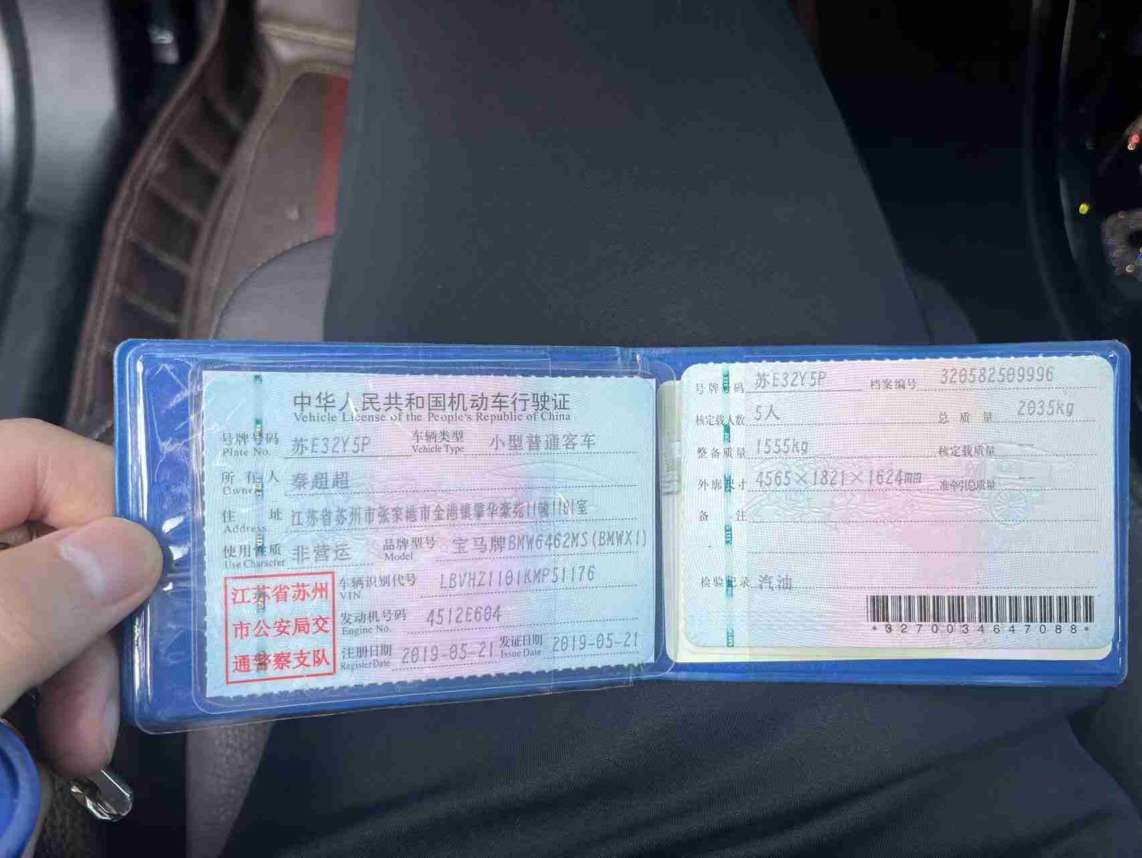 中华人民共和国机动车行驶证
Vehicle License of the People's Republic of China
号牌号码 苏E32Y5P 车辆类型 小型普通客车
Plate No. Vehicle Type
所有人 秦超超
Owner
住址 江苏省苏州市张家港市金港镇 11幢1101室
Address
使用性质 非营运 品牌型号 宝马牌BMW6462MS(BMWX1)
Use Character Model
江苏省苏州
市公安局交
通警察支队
车辆识别代号 LBVHZ1101KMP51176
VIN
发动机号码 4512E604
Engine No.
注册日期 2019-05-21 发证日期 2019-05-21
Register Date Issue Date
号牌号码 苏E32Y5P 档案编号 320582509996
核定载人数 5人 总质量 2035kg
整备质量 1555kg 核定载质量 --
外廓尺寸 4565×1821×1624mm 准牵引总质量 --
备注
检验记录 汽油
*3270034647088*